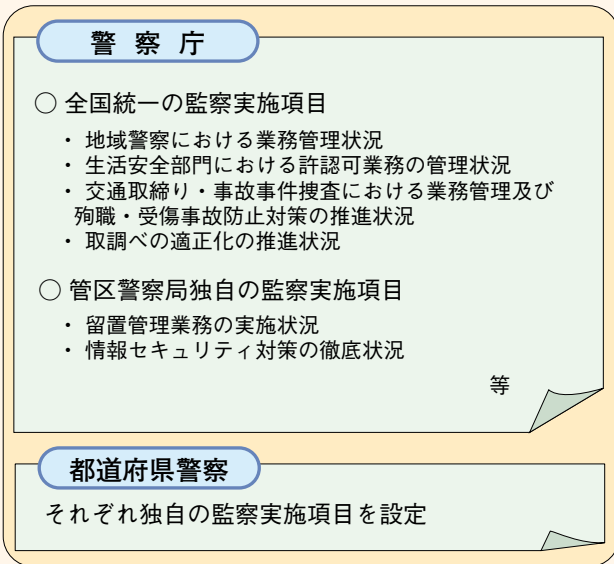 警察庁
○ 全国統一の監察実施項目
・ 地域警察における業務管理状況
・ 生活安全部門における許認可業務の管理状況
・ 交通取締り・事故事件捜査における業務管理及び
殉職・受傷事故防止対策の推進状況
・ 取調べの適正化の推進状況
○ 管区警察局独自の監察実施項目
・ 留置管理業務の実施状況
・ 情報セキュリティ対策の徹底状況
等
都道府県警察
それぞれ独自の監察実施項目を設定